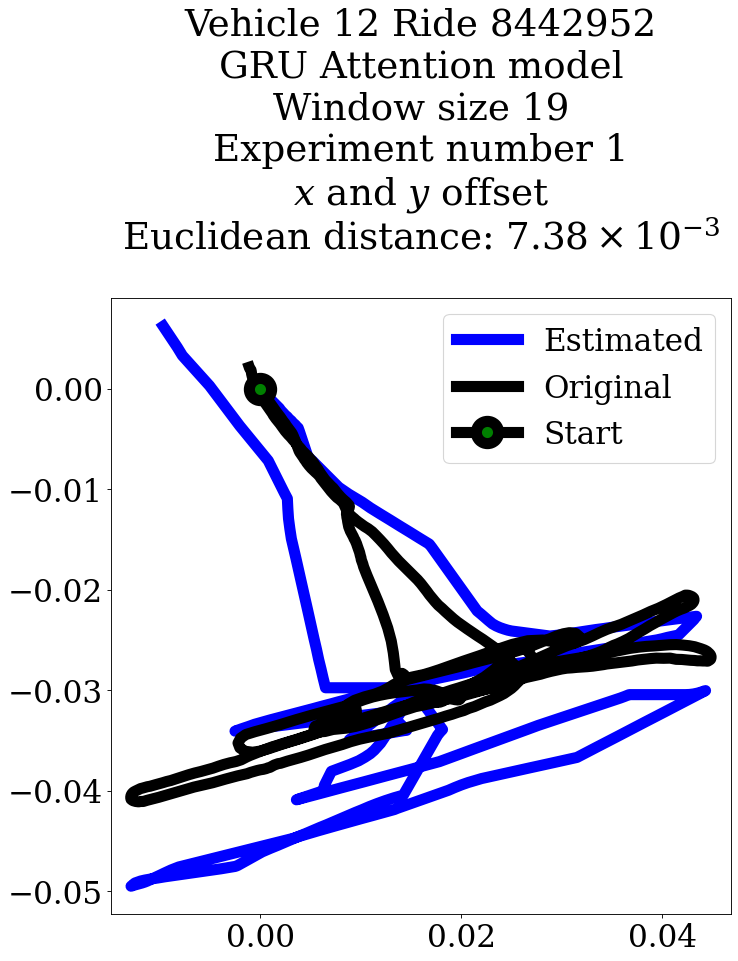 Vehicle 12 Ride 8442952
GRU Attention model
Window size 19
Experiment number 1
x and y offset
Euclidean distance: 7.38 × 10⁻³
Estimated
Original
Start
0.00
−0.01
−0.02
−0.03
−0.04
−0.05
0.00 0.02 0.04